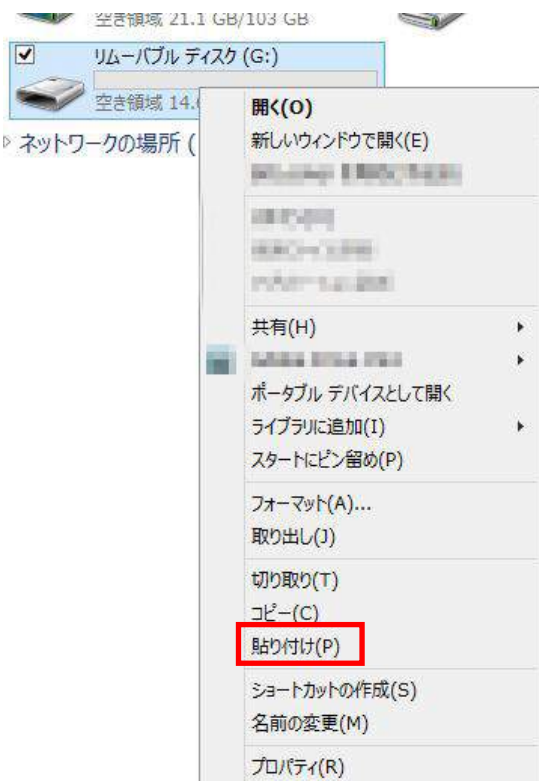 空き領域 21.1 GB/103 GB
リムーバブル ディスク (G:)
空き領域 14.
ネットワークの場所 (
開く(O)
新しいウィンドウで開く(E)
共有(H)
ポータブル デバイスとして開く
ライブラリに追加(I)
スタートにピン留め(P)
フォーマット(A)...
取り出し(J)
切り取り(T)
コピー(C)
貼り付け(P)
ショートカットの作成(S)
名前の変更(M)
プロパティ(R)